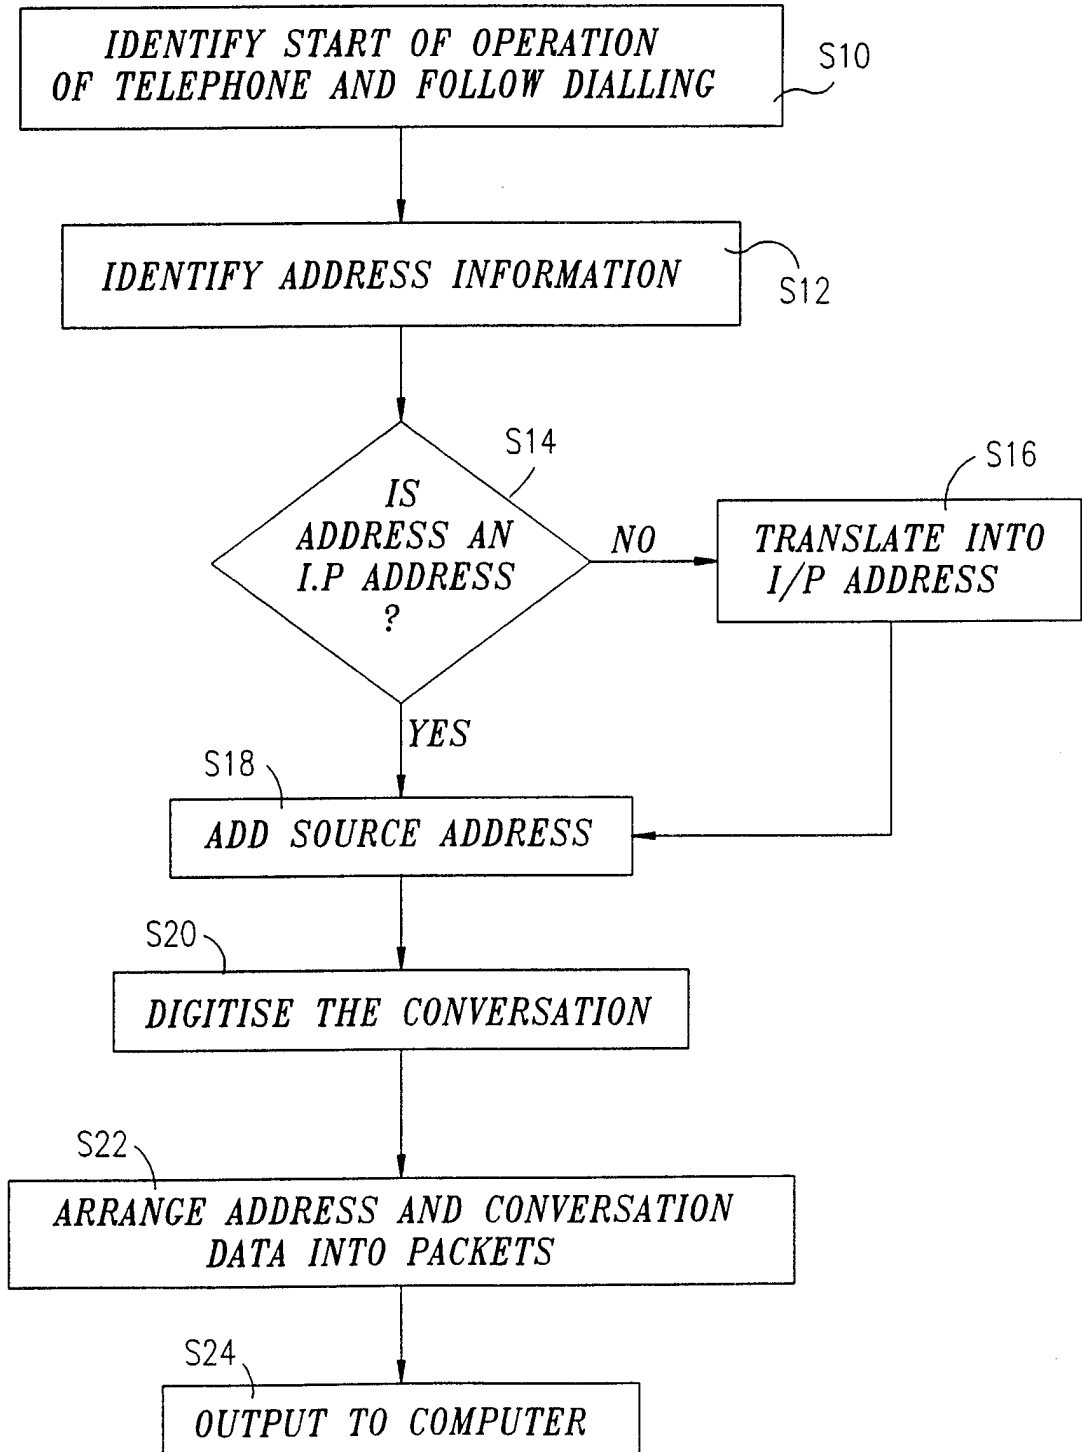 IDENTIFY START OF OPERATION
OF TELEPHONE AND FOLLOW DIALLING
S10
IDENTIFY ADDRESS INFORMATION
S12
S14
IS
ADDRESS AN
I.P ADDRESS
?
NO
S16
TRANSLATE INTO
I/P ADDRESS
YES
S18
ADD SOURCE ADDRESS
S20
DIGITISE THE CONVERSATION
S22
ARRANGE ADDRESS AND CONVERSATION
DATA INTO PACKETS
S24
OUTPUT TO COMPUTER